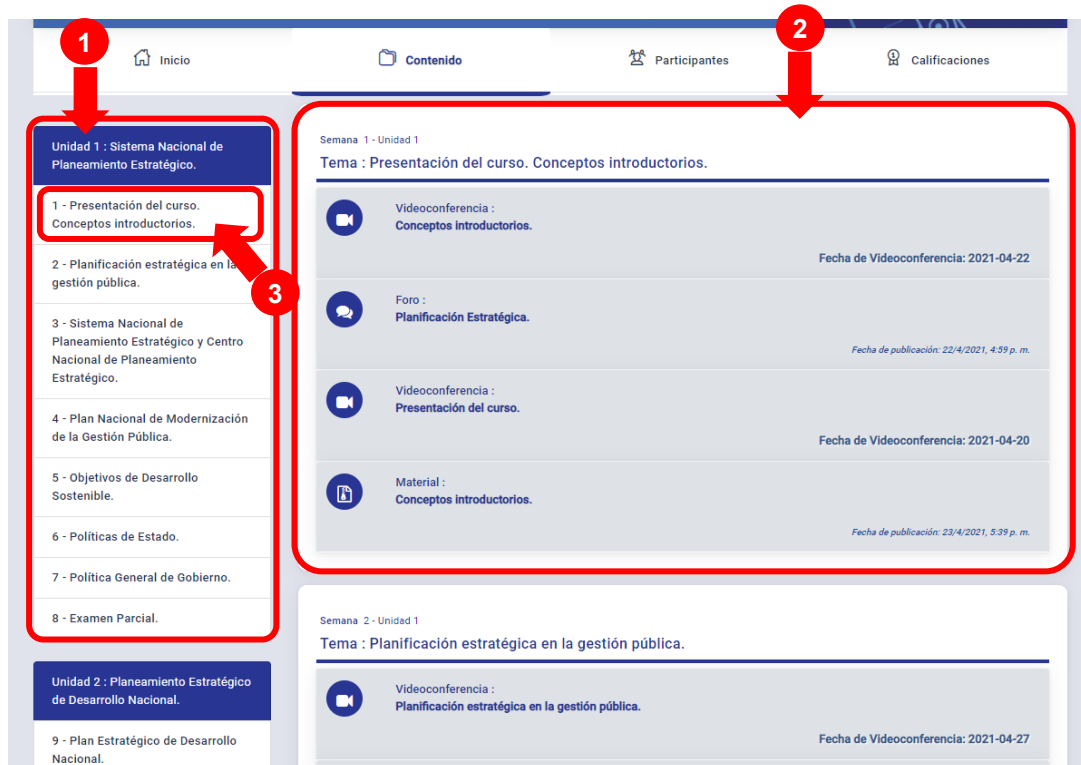 1
2
Inicio
Contenido
Participantes
Calificaciones
Unidad 1 : Sistema Nacional de
Planeamiento Estratégico.
1 - Presentación del curso.
Conceptos introductorios.
3
2 - Planificación estratégica en la
gestión pública.
3 - Sistema Nacional de
Planeamiento Estratégico y Centro
Nacional de Planeamiento
Estratégico.
4 - Plan Nacional de Modernización
de la Gestión Pública.
5 - Objetivos de Desarrollo
Sostenible.
6 - Políticas de Estado.
7 - Política General de Gobierno.
8 - Examen Parcial.
Unidad 2 : Planeamiento Estratégico
de Desarrollo Nacional.
9 - Plan Estratégico de Desarrollo
Nacional.
Semana 1 - Unidad 1
Tema : Presentación del curso. Conceptos introductorios.
Videoconferencia :
Conceptos introductorios.
Fecha de Videoconferencia: 2021-04-22
Foro :
Planificación Estratégica.
Fecha de publicación: 22/4/2021, 4:59 p. m.
Videoconferencia :
Presentación del curso.
Fecha de Videoconferencia: 2021-04-20
Material :
Conceptos introductorios.
Fecha de publicación: 23/4/2021, 5:39 p. m.
Semana 2 - Unidad 1
Tema : Planificación estratégica en la gestión pública.
Videoconferencia :
Planificación estratégica en la gestión pública.
Fecha de Videoconferencia: 2021-04-27